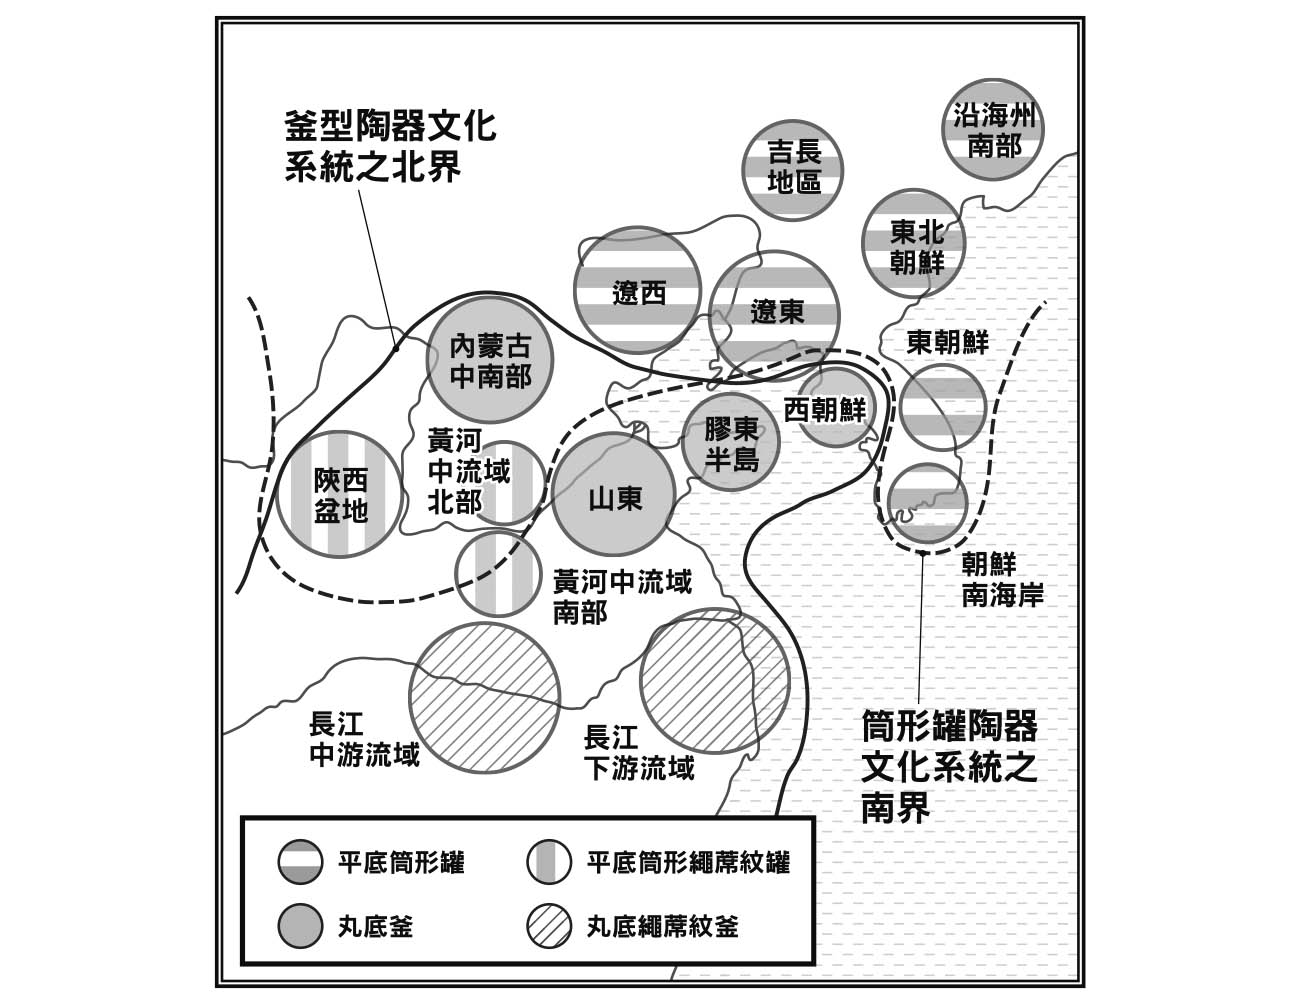 釜型陶器文化
系統之北界
沿海州
南部
吉長
地區
東北
朝鮮
遼西
遼東
東朝鮮
內蒙古
中南部
西朝鮮
膠東
半島
黃河
中流域
北部
陝西
盆地
山東
朝鮮
南海岸
黃河中流域
南部
長江
中游流域
長江
下游流域
筒形罐陶器
文化系統之
南界
平底筒形罐
平底筒形繩蓆紋罐
丸底釜
丸底繩蓆紋釜